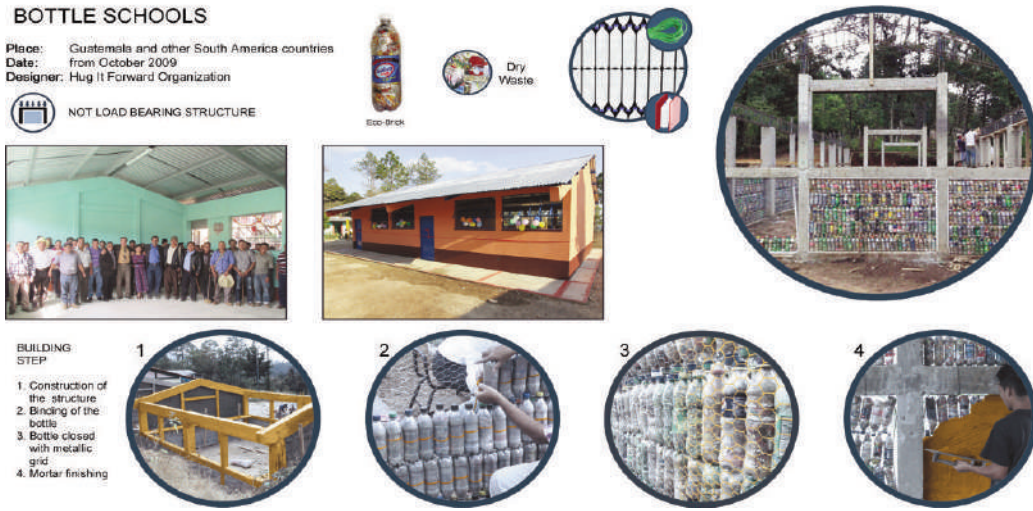 BOTTLE SCHOOLS
Place: Guatemala and other South America countries
Date: from October 2009
Designer: Hug It Forward Organization
NOT LOAD BEARING STRUCTURE
Eco-Brick
Dry
Waste
BUILDING
STEP
1. Construction of
the structure
2. Binding of the
bottle
3. Bottle closed
with metallic
grid
4. Mortar finishing
1
2
3
4